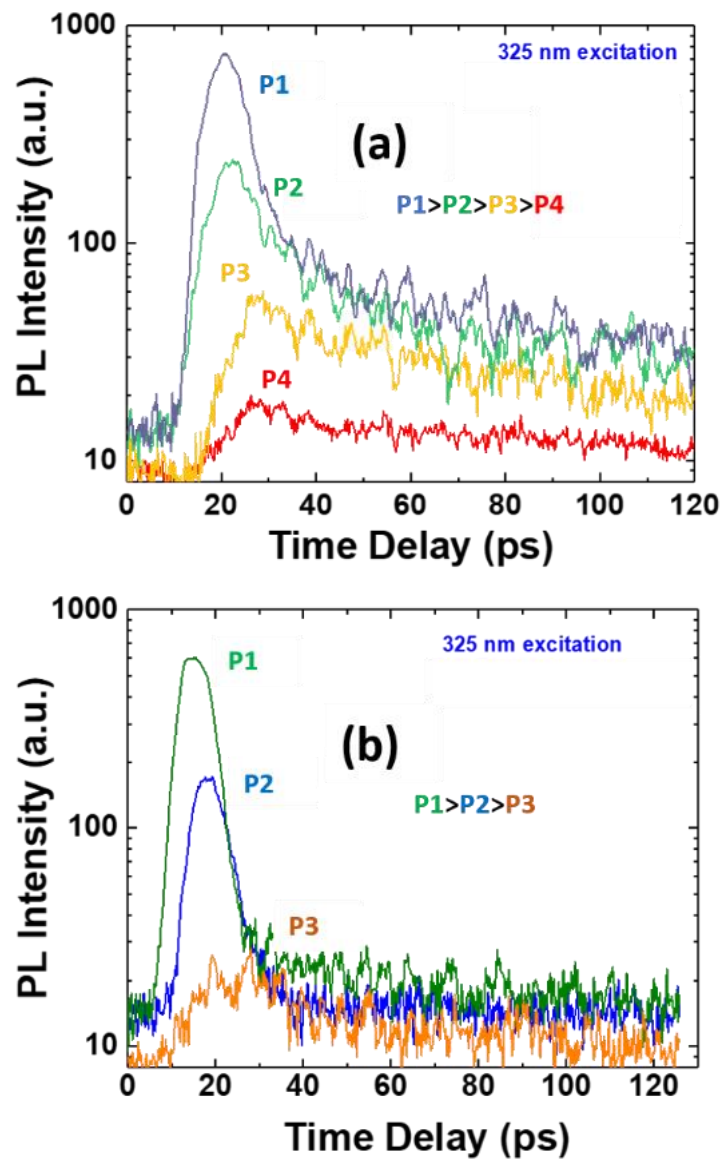 1000
325 nm excitation
P1
(a)
P2
P1>P2>P3>P4
100
P3
P4
10
PL Intensity (a.u.)
0 20 40 60 80 100 120
Time Delay (ps)
1000
325 nm excitation
P1
(b)
P2
P1>P2>P3
100
P3
10
PL Intensity (a.u.)
0 20 40 60 80 100 120
Time Delay (ps)